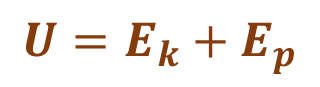 U = E_k + E_p